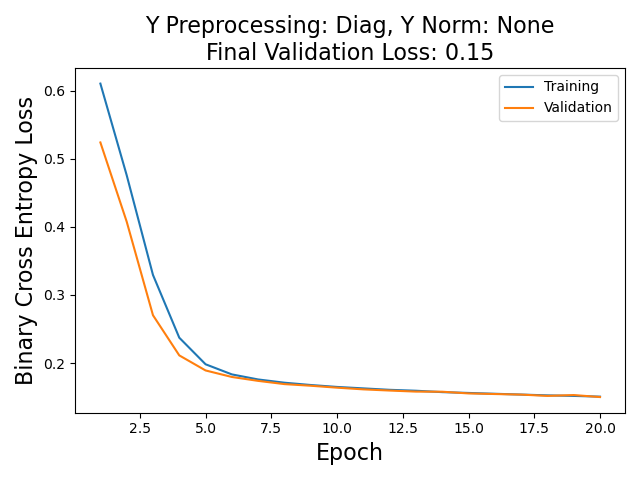 Y Preprocessing: Diag, Y Norm: None
Final Validation Loss: 0.15
Training
Validation
Binary Cross Entropy Loss
0.6
0.5
0.4
0.3
0.2
2.5
5.0
7.5
10.0
12.5
15.0
17.5
20.0
Epoch